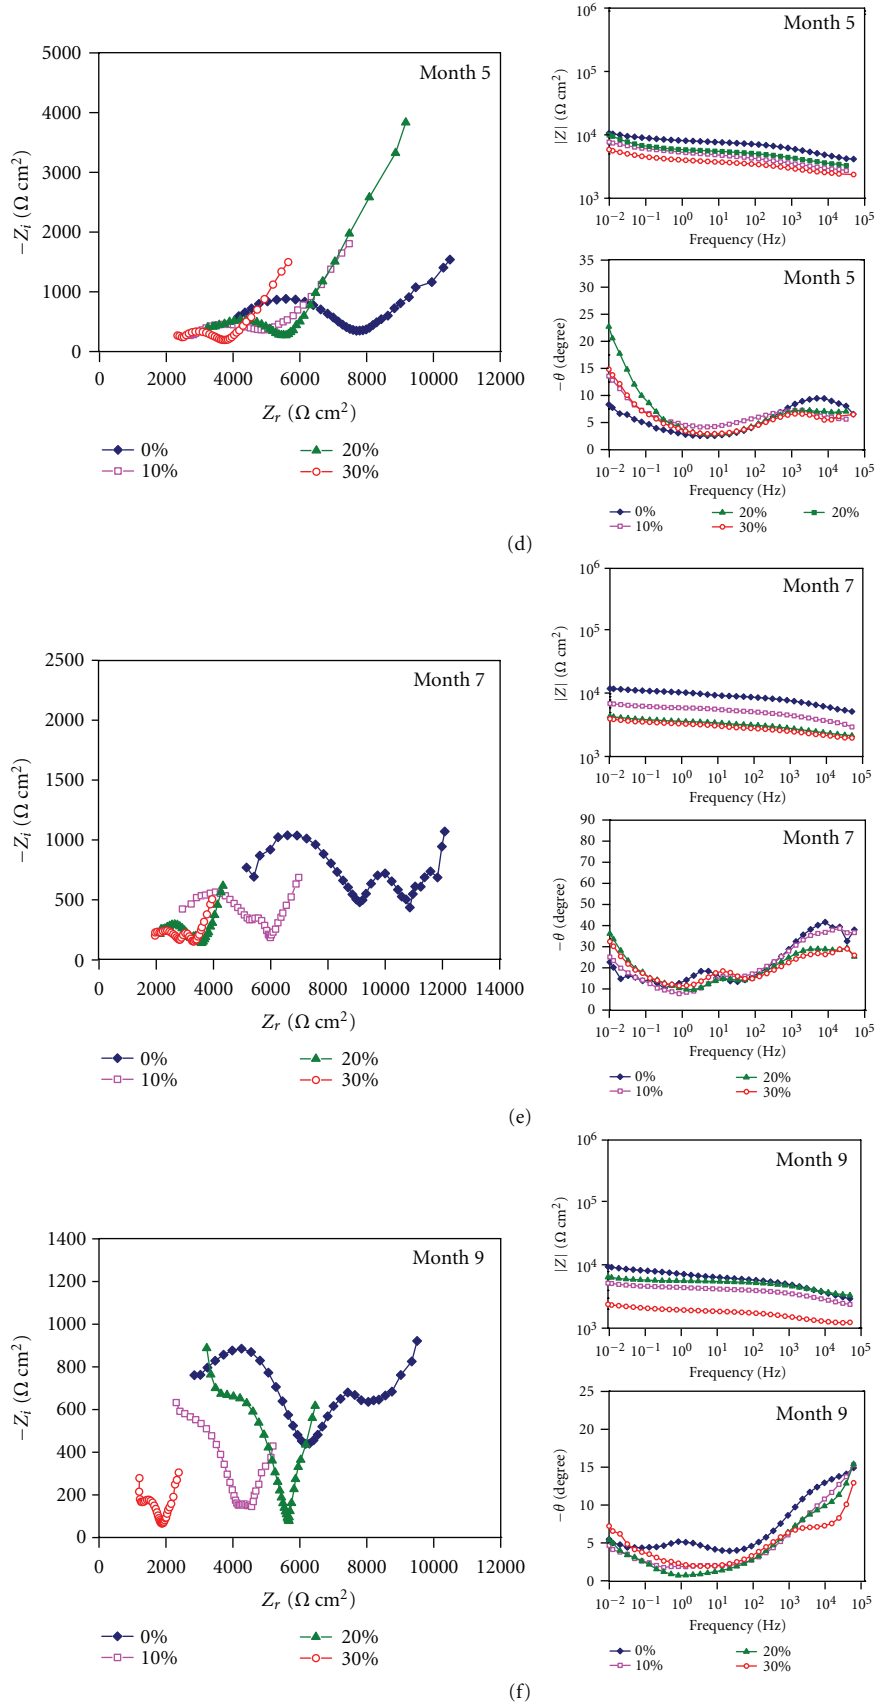 5000
4000
3000
2000
1000
0
−Z_i (Ω cm²)
Month 5
0 2000 4000 6000 8000 10000 12000
Z_r (Ω cm²)
0% 20%
10% 30%
10⁶
10⁵
10⁴
10³
|Z| (Ω cm²)
Month 5
10⁻² 10⁻¹ 10⁰ 10¹ 10² 10³ 10⁴ 10⁵
Frequency (Hz)
35
30
25
20
15
10
5
0
−θ (degree)
Month 5
10⁻² 10⁻¹ 10⁰ 10¹ 10² 10³ 10⁴ 10⁵
Frequency (Hz)
0% 20% 20%
10% 30%
(d)
2500
2000
1500
1000
500
0
−Z_i (Ω cm²)
Month 7
0 2000 4000 6000 8000 10000 12000 14000
Z_r (Ω cm²)
0% 20%
10% 30%
10⁶
10⁵
10⁴
10³
|Z| (Ω cm²)
Month 7
10⁻² 10⁻¹ 10⁰ 10¹ 10² 10³ 10⁴ 10⁵
Frequency (Hz)
90
80
70
60
50
40
30
20
10
0
−θ (degree)
Month 7
10⁻² 10⁻¹ 10⁰ 10¹ 10² 10³ 10⁴ 10⁵
Frequency (Hz)
0% 20%
10% 30%
(e)
1400
1200
1000
800
600
400
200
0
−Z_i (Ω cm²)
Month 9
0 2000 4000 6000 8000 10000 12000
Z_r (Ω cm²)
0% 20%
10% 30%
10⁶
10⁵
10⁴
10³
|Z| (Ω cm²)
Month 9
10⁻² 10⁻¹ 10⁰ 10¹ 10² 10³ 10⁴ 10⁵
Frequency (Hz)
25
20
15
10
5
0
−θ (degree)
Month 9
10⁻² 10⁻¹ 10⁰ 10¹ 10² 10³ 10⁴ 10⁵
Frequency (Hz)
0% 20%
10% 30%
(f)